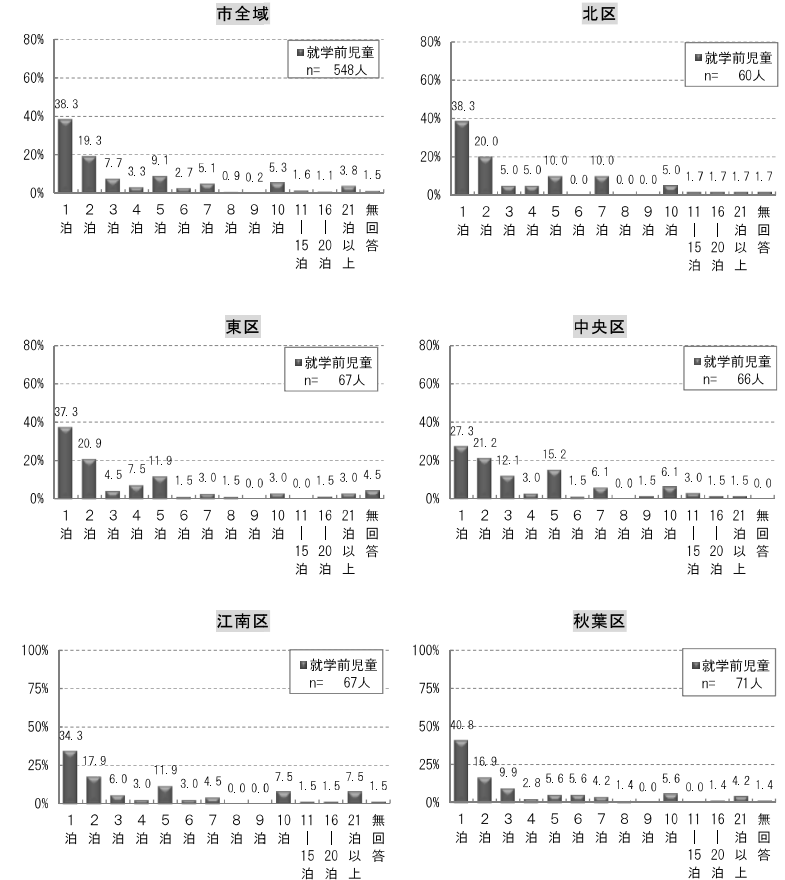 市全域
80%
60%
40%
20%
0%
■就学前児童
n= 548人
38.3
19.3
7.7
3.3
9.1
2.7
5.1
0.9
0.2
5.3
1.6
1.1
3.8
1.5
1泊
2泊
3泊
4泊
5泊
6泊
7泊
8泊
9泊
10泊
11|15泊
16|20泊
21泊以上
無回答
北区
80%
60%
40%
20%
0%
■就学前児童
n= 60人
38.3
20.0
5.0
5.0
10.0
0.0
10.0
0.0
0.0
5.0
1.7
1.7
1.7
1.7
1泊
2泊
3泊
4泊
5泊
6泊
7泊
8泊
9泊
10泊
11|15泊
16|20泊
21泊以上
無回答
東区
80%
60%
40%
20%
0%
■就学前児童
n= 67人
37.3
20.9
4.5
7.5
11.9
1.5
3.0
1.5
0.0
3.0
0.0
1.5
3.0
4.5
1泊
2泊
3泊
4泊
5泊
6泊
7泊
8泊
9泊
10泊
11|15泊
16|20泊
21泊以上
無回答
中央区
80%
60%
40%
20%
0%
■就学前児童
n= 66人
27.3
21.2
12.1
3.0
15.2
1.5
6.1
0.0
1.5
6.1
3.0
1.5
1.5
0.0
1泊
2泊
3泊
4泊
5泊
6泊
7泊
8泊
9泊
10泊
11|15泊
16|20泊
21泊以上
無回答
江南区
100%
75%
50%
25%
0%
■就学前児童
n= 67人
34.3
17.9
6.0
3.0
11.9
3.0
4.5
0.0
0.0
7.5
1.5
1.5
7.5
1.5
1泊
2泊
3泊
4泊
5泊
6泊
7泊
8泊
9泊
10泊
11|15泊
16|20泊
21泊以上
無回答
秋葉区
100%
75%
50%
25%
0%
■就学前児童
n= 71人
40.8
16.9
9.9
2.8
5.6
5.6
4.2
1.4
0.0
5.6
0.0
1.4
4.2
1.4
1泊
2泊
3泊
4泊
5泊
6泊
7泊
8泊
9泊
10泊
11|15泊
16|20泊
21泊以上
無回答